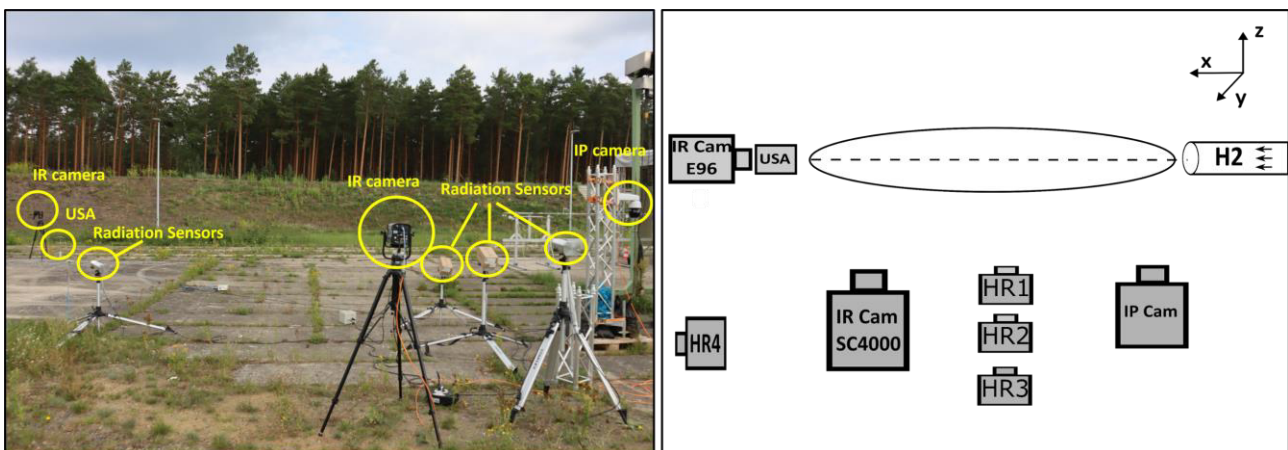 IP camera
IR camera
IR camera
Radiation Sensors
USA
Radiation Sensors
z
x
y
IR Cam
E96
USA
H2
HR1
IR Cam
SC4000
HR2
IP Cam
HR4
HR3